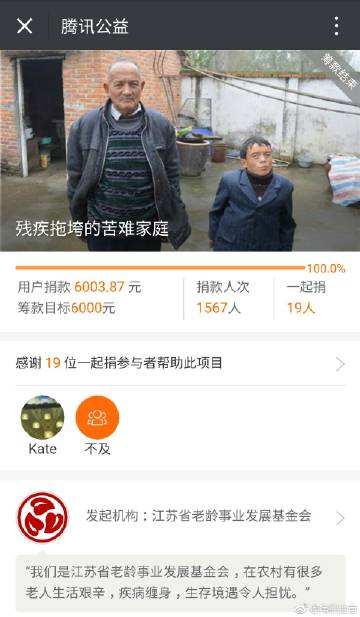 腾讯公益
筹款结束
残疾拖垮的苦难家庭
100.0%
用户捐款 6003.87 元
捐款人次
一起捐
筹款目标6000元
1567人
19人
感谢 19 位一起捐参与者帮助此项目
Kate
不及
发起机构：江苏省老龄事业发展基金会
“我们是江苏省老龄事业发展基金会，在农村有很多
老人生活艰辛，疾病缠身，生存境遇令人担忧。”